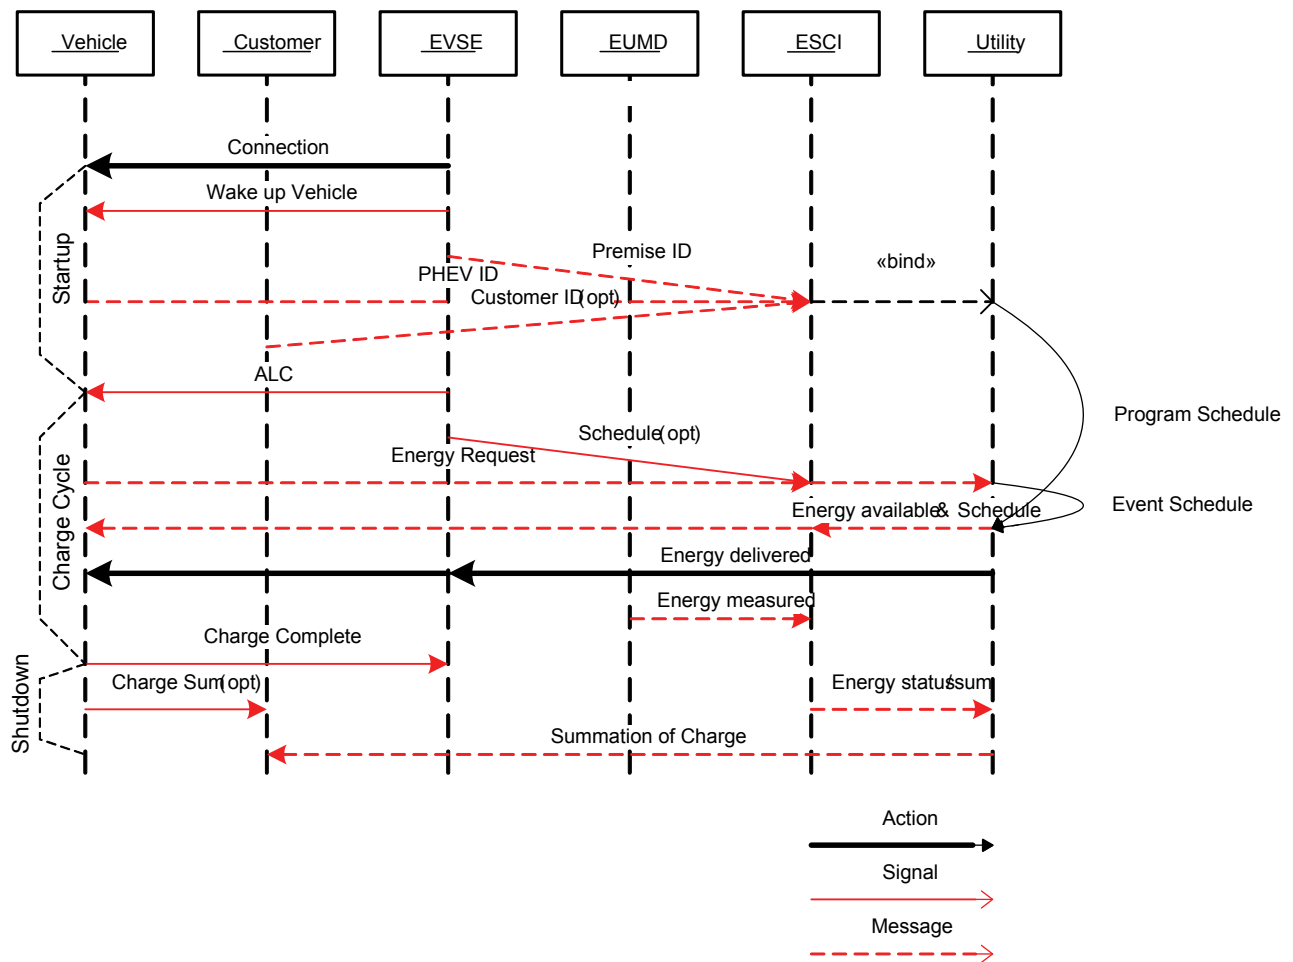 Vehicle
Customer
EVSE
EUMD
ESCI
Utility
Connection
Wake up Vehicle
Premise ID
«bind»
PHEV ID
Customer ID(opt)
Startup
ALC
Program Schedule
Schedule(opt)
Energy Request
Event Schedule
Energy available& Schedule
Charge Cycle
Energy delivered
Energy measured
Charge Complete
Charge Sum(opt)
Energy status/sum
Shutdown
Summation of Charge
Action
Signal
Message